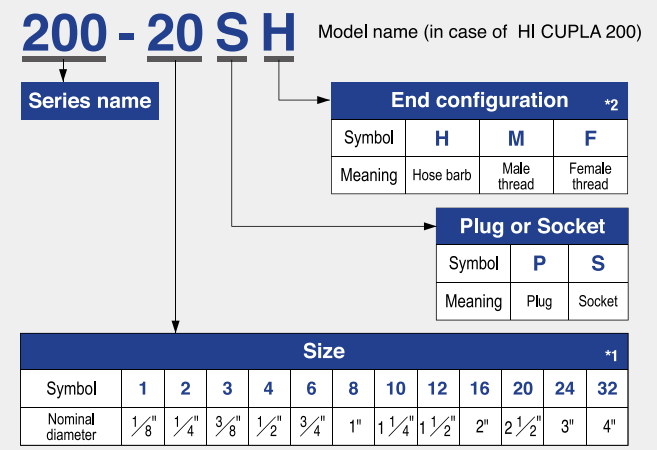 200 - 20 S H Model name (in case of HI CUPLA 200)
Series name
End configuration *2
Symbol H M F
Meaning Hose barb Male thread Female thread
Plug or Socket
Symbol P S
Meaning Plug Socket
Size *1
Symbol 1 2 3 4 6 8 10 12 16 20 24 32
Nominal diameter 1/8" 1/4" 3/8" 1/2" 3/4" 1" 1 1/4" 1 1/2" 2" 2 1/2" 3" 4"